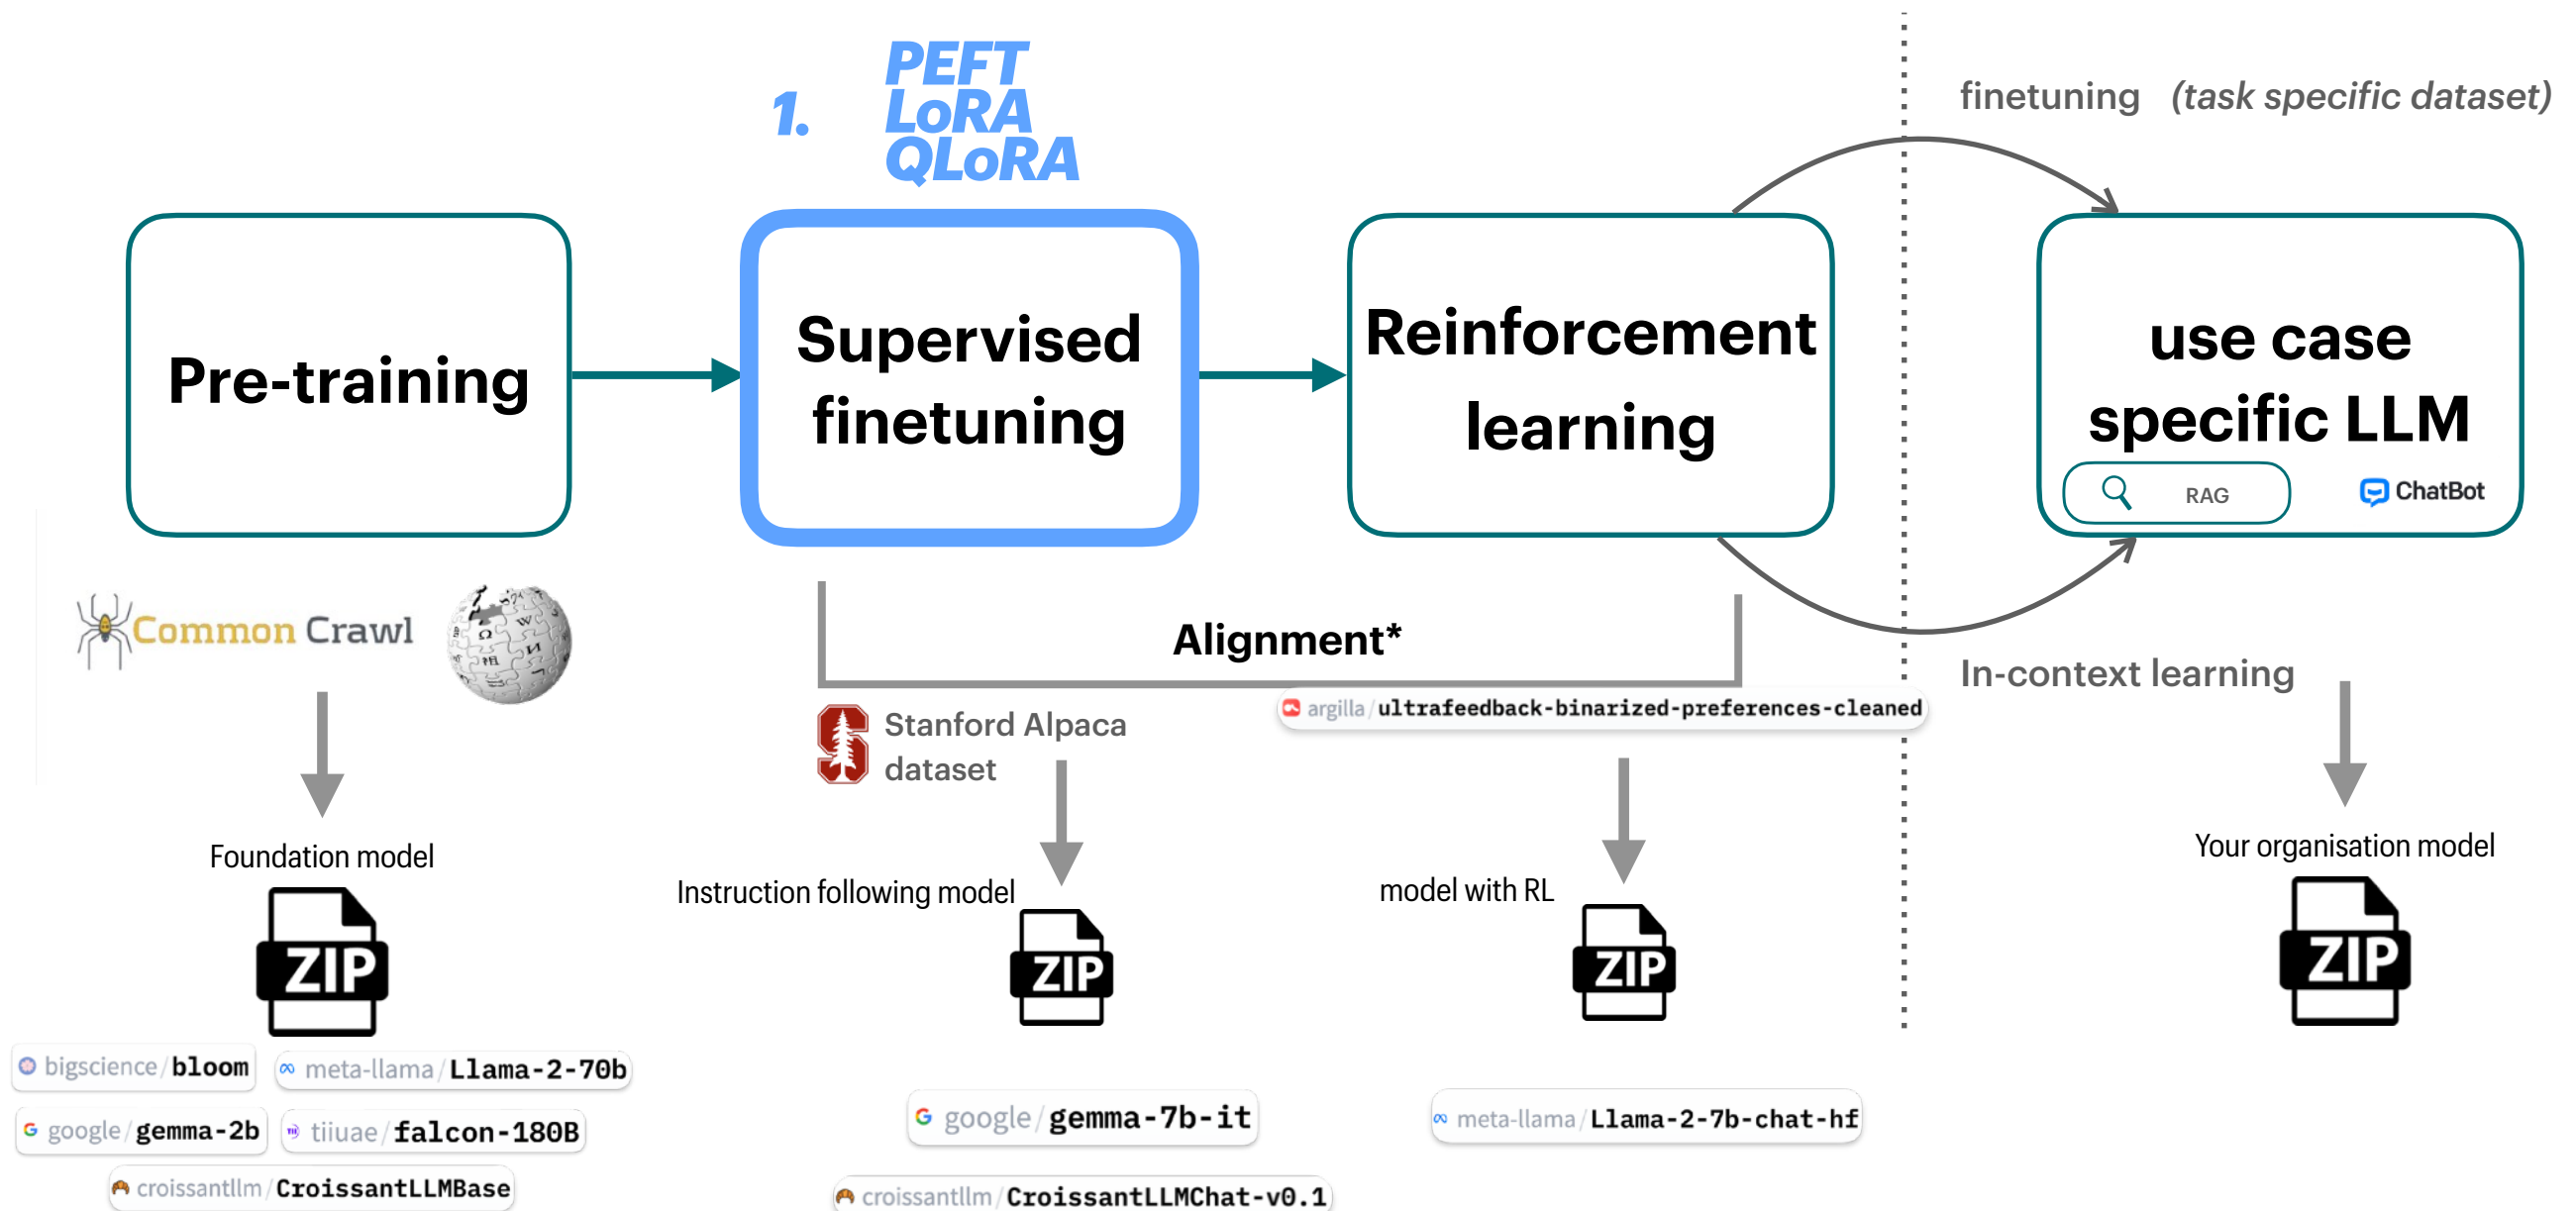 1.
PEFT
LoRA
QLoRA
finetuning (task specific dataset)
Pre-training
Supervised
finetuning
Reinforcement
learning
use case
specific LLM
RAG
ChatBot
Common Crawl
Alignment*
In-context learning
Stanford Alpaca
dataset
argilla/ultrafeedback-binarized-preferences-cleaned
Foundation model
Instruction following model
model with RL
Your organisation model
ZIP
ZIP
ZIP
ZIP
bigscience/bloom
meta-llama/Llama-2-70b
google/gemma-2b
tiiuae/falcon-180B
croissantllm/CroissantLLMBase
google/gemma-7b-it
croissantllm/CroissantLLMChat-v0.1
meta-llama/Llama-2-7b-chat-hf